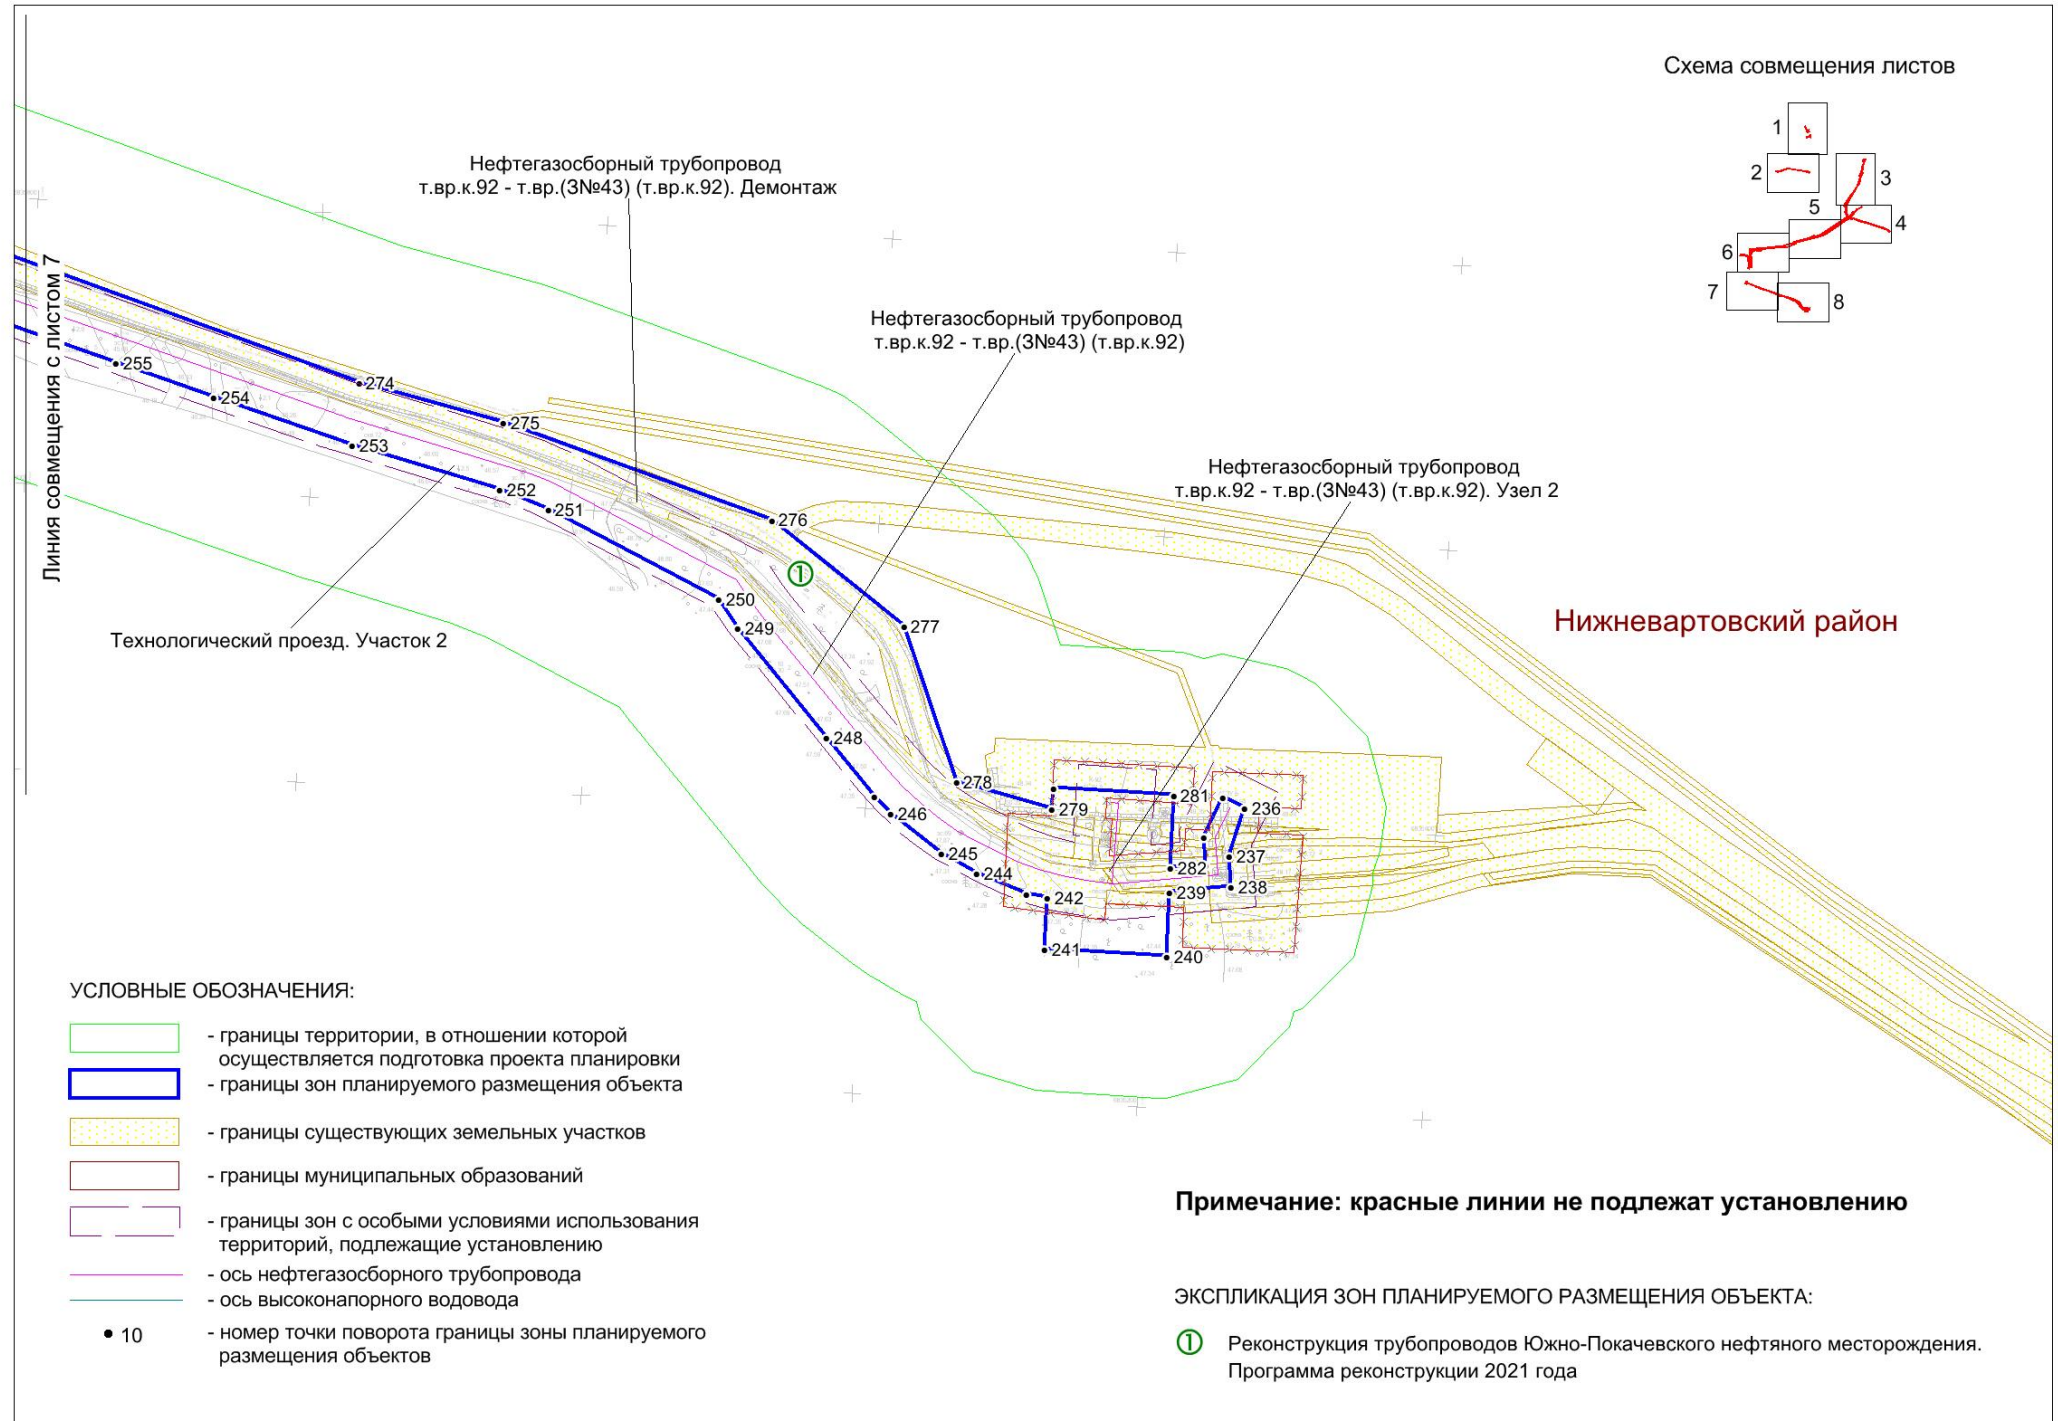 Схема совмещения листов
1
2
3
5
4
6
7
8
Нефтегазосборный трубопровод
т.вр.к.92 - т.вр.(З№43) (т.вр.к.92). Демонтаж
Нефтегазосборный трубопровод
т.вр.к.92 - т.вр.(З№43) (т.вр.к.92)
Нефтегазосборный трубопровод
т.вр.к.92 - т.вр.(З№43) (т.вр.к.92). Узел 2
Линия совмещения с листом 7
Технологический проезд. Участок 2
Нижневартовский район
255
254
253
252
251
250
249
248
246
245
244
242
241
240
239
238
237
236
274
275
276
277
278
279
281
282
1
УСЛОВНЫЕ ОБОЗНАЧЕНИЯ:
- границы территории, в отношении которой
осуществляется подготовка проекта планировки
- границы зон планируемого размещения объекта
- границы существующих земельных участков
- границы муниципальных образований
- границы зон с особыми условиями использования
территорий, подлежащие установлению
- ось нефтегазосборного трубопровода
- ось высоконапорного водовода
10 - номер точки поворота границы зоны планируемого
размещения объектов
Примечание: красные линии не подлежат установлению
ЭКСПЛИКАЦИЯ ЗОН ПЛАНИРУЕМОГО РАЗМЕЩЕНИЯ ОБЪЕКТА:
1 Реконструкция трубопроводов Южно-Покачевского нефтяного месторождения.
Программа реконструкции 2021 года